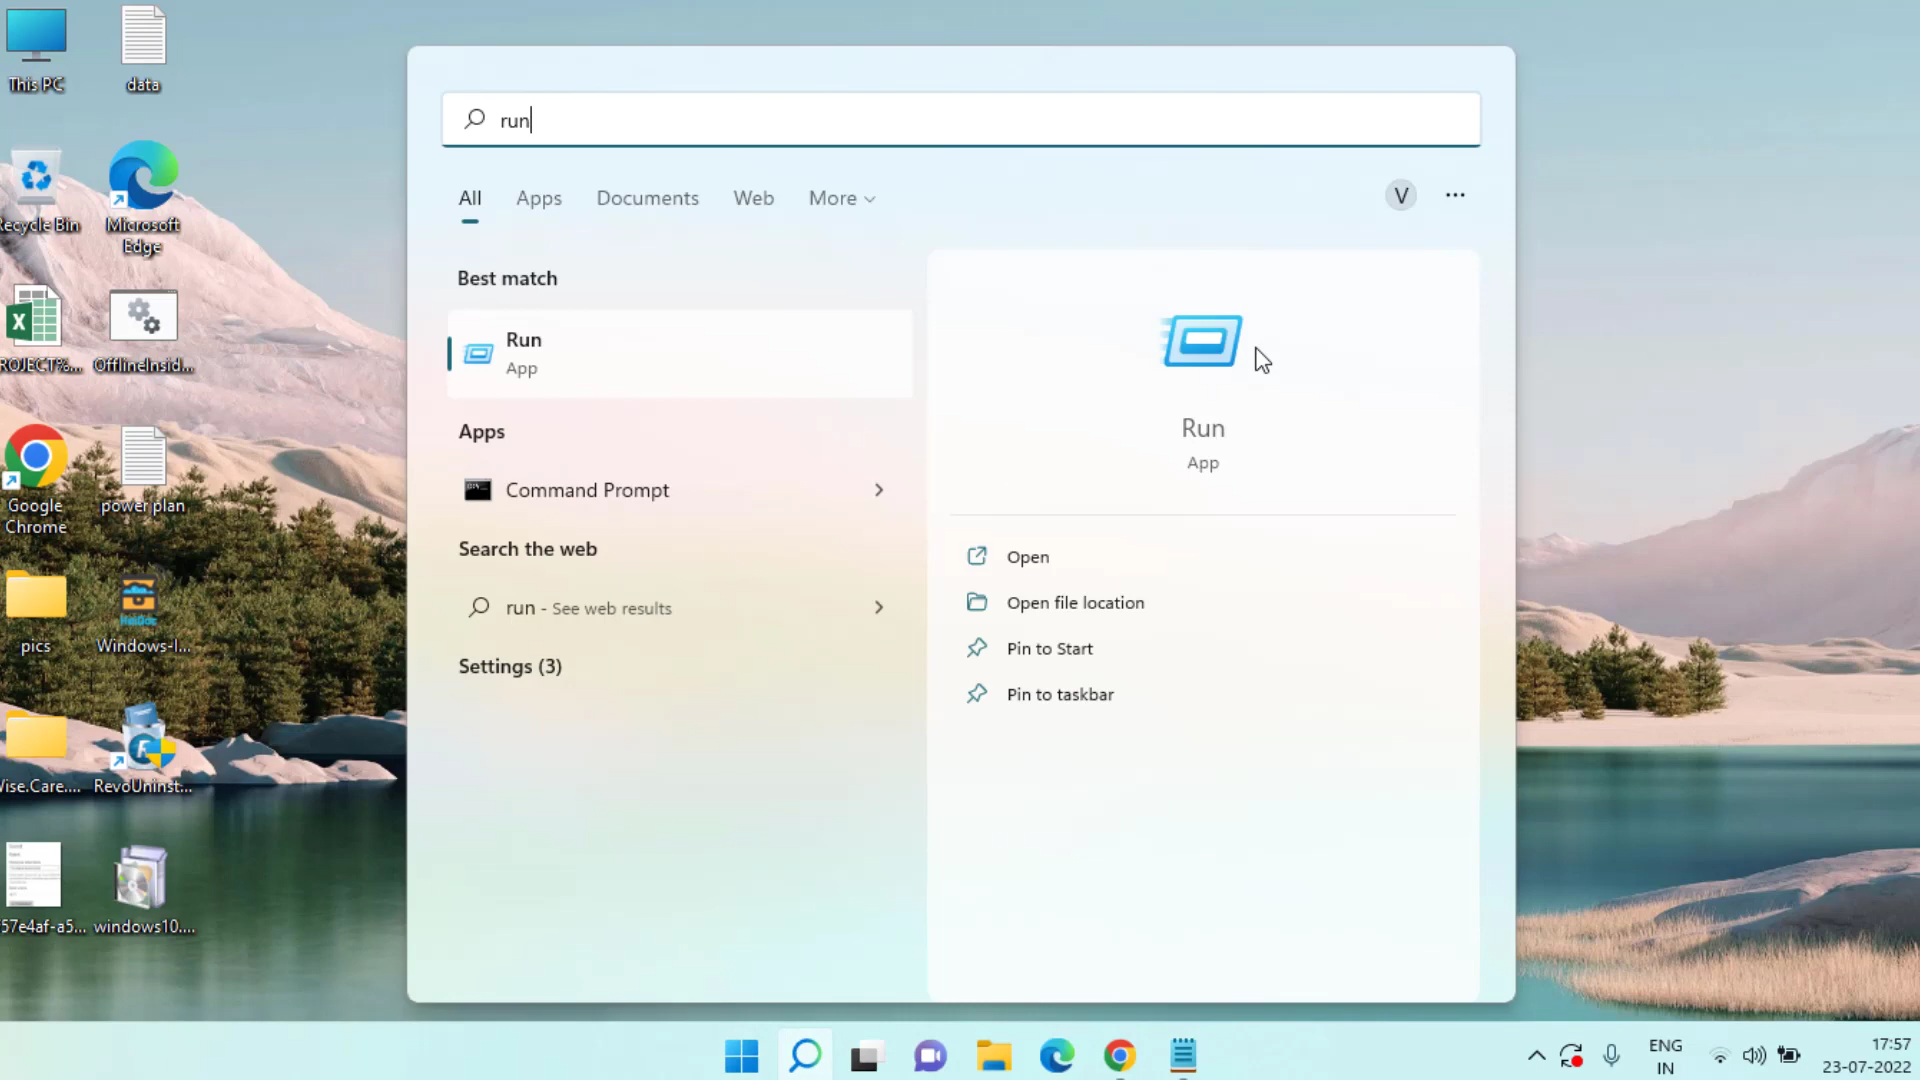 This PC
data
Recycle Bin
Microsoft
Edge
ROJECT%...
OfflineInsid...
Google
Chrome
power plan
pics
Windows-I...
Wise.Care....
RevoUninst...
57e4af-a5...
windows10....
run
All
Apps
Documents
Web
More
V
Best match
Run
App
Apps
Command Prompt
Search the web
run - See web results
Settings (3)
Run
App
Open
Open file location
Pin to Start
Pin to taskbar
ENG
IN
17:57
23-07-2022